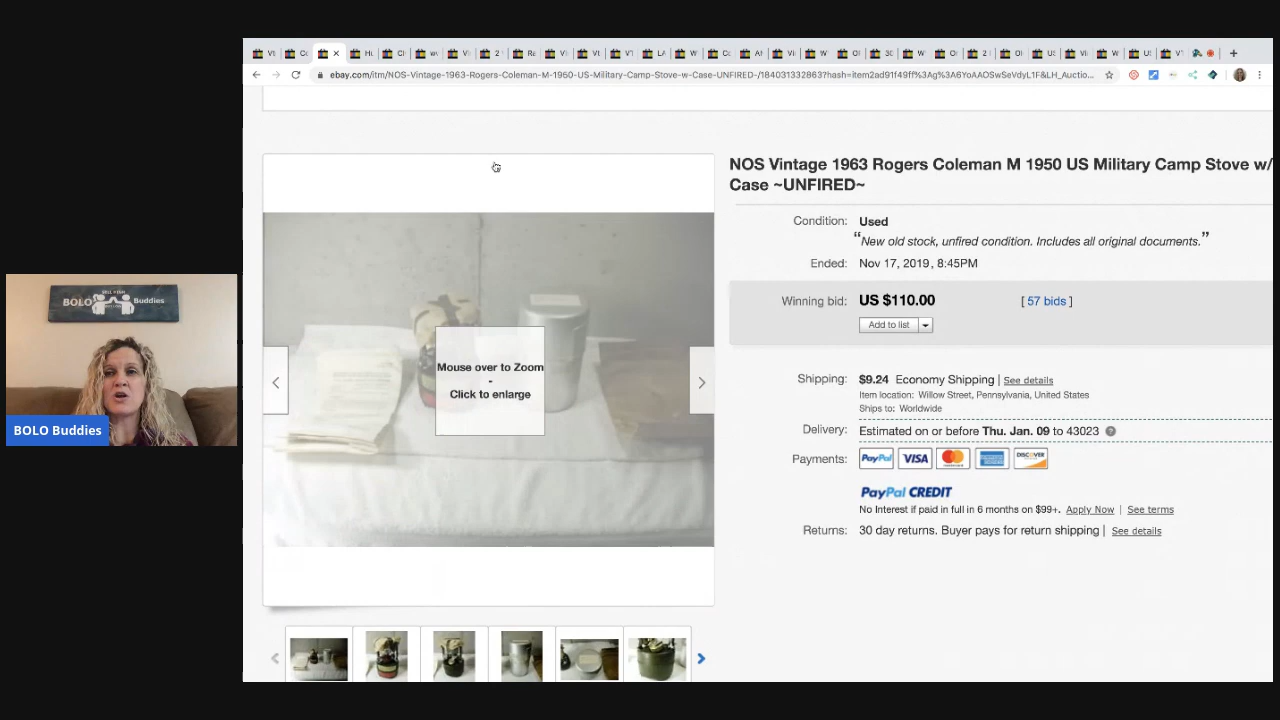 ebay.com/itm/NOS-Vintage-1963-Rogers-Coleman-M-1950-US-Military-Camp-Stove-w-Case-UNFIRED-/184031332863?hash=item2ad91f49ff%3Ag%3A6YoAAOSwSeVdyL1F&LH_Auctio...
NOS Vintage 1963 Rogers Coleman M 1950 US Military Camp Stove w/
Case ~UNFIRED~
Condition: Used
“New old stock, unfired condition. Includes all original documents.”
Ended: Nov 17, 2019 , 8:45PM
Winning bid: US $110.00 [ 57 bids ]
Add to list
Shipping: $9.24 Economy Shipping | See details
Item location: Willow Street, Pennsylvania, United States
Ships to: Worldwide
Delivery: Estimated on or before Thu. Jan. 09 to 43023
Payments: PayPal VISA MasterCard DISCOVER
PayPal CREDIT
No Interest if paid in full in 6 months on $99+. Apply Now | See terms
Returns: 30 day returns. Buyer pays for return shipping | See details
Mouse over to Zoom
-
Click to enlarge
BOLO Buddies
BOLO Buddies